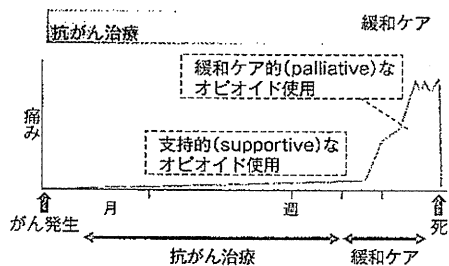 抗がん治療
緩和ケア
緩和ケア的(palliative)な
オピオイド使用
痛み
支持的(supportive)な
オピオイド使用
月
週
がん発生
死
抗がん治療
緩和ケア